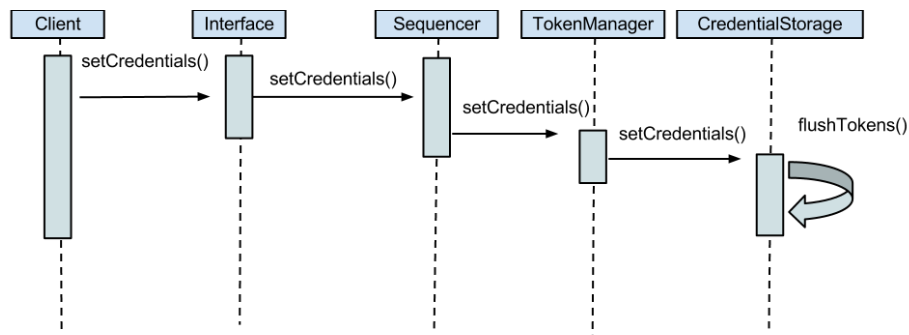 Client
Interface
Sequencer
TokenManager
CredentialStorage
setCredentials()
setCredentials()
setCredentials()
setCredentials()
flushTokens()